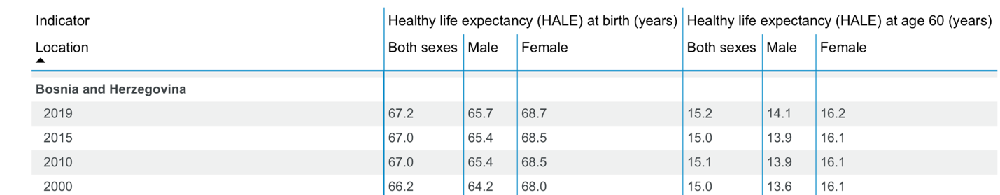 Indicator Healthy life expectancy (HALE) at birth (years) Healthy life expectancy (HALE) at age 60 (years)
Location Both sexes Male Female Both sexes Male Female
Bosnia and Herzegovina
2019 67.2 65.7 68.7 15.2 14.1 16.2
2015 67.0 65.4 68.5 15.0 13.9 16.1
2010 67.0 65.4 68.5 15.1 13.9 16.1
2000 66.2 64.2 68.0 15.0 13.6 16.1